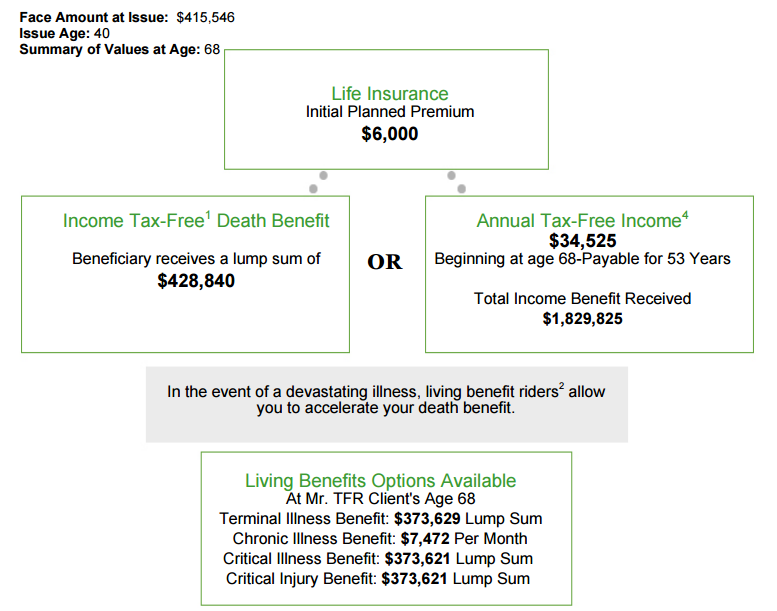 Face Amount at Issue: $415,546
Issue Age: 40
Summary of Values at Age: 68
Life Insurance
Initial Planned Premium
$6,000
Income Tax-Free1 Death Benefit
Beneficiary receives a lump sum of
$428,840
OR
Annual Tax-Free Income4
$34,525
Beginning at age 68-Payable for 53 Years
Total Income Benefit Received
$1,829,825
In the event of a devastating illness, living benefit riders2 allow
you to accelerate your death benefit.
Living Benefits Options Available
At Mr. TFR Client's Age 68
Terminal Illness Benefit: $373,629 Lump Sum
Chronic Illness Benefit: $7,472 Per Month
Critical Illness Benefit: $373,621 Lump Sum
Critical Injury Benefit: $373,621 Lump Sum